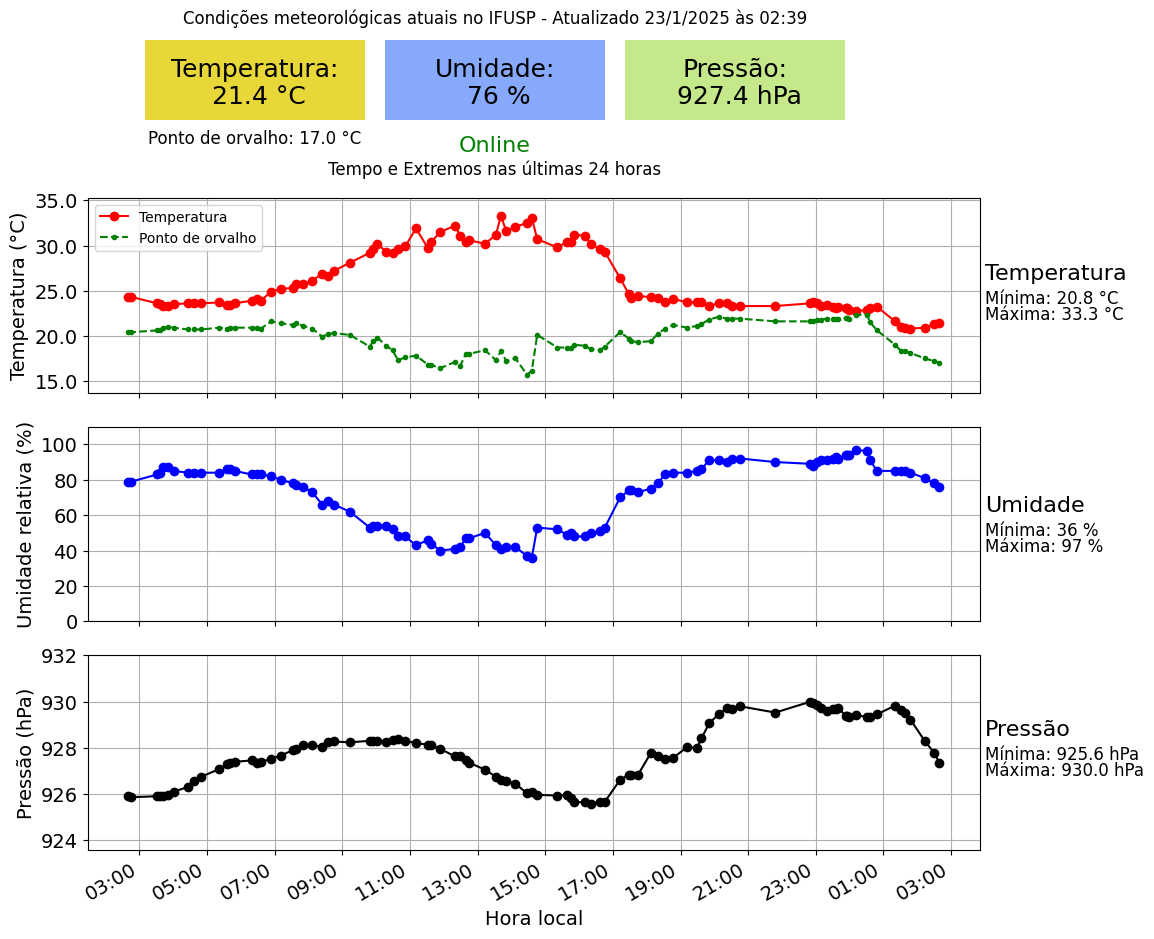 Condições meteorológicas atuais no IFUSP - Atualizado 23/1/2025 às 02:39
Temperatura:
21.4 °C
Umidade:
76 %
Pressão:
927.4 hPa
Ponto de orvalho: 17.0 °C
Online
Tempo e Extremos nas últimas 24 horas
Temperatura (°C)
35.0
30.0
25.0
20.0
15.0
Temperatura
Ponto de orvalho
Temperatura
Mínima: 20.8 °C
Máxima: 33.3 °C
Umidade relativa (%)
100
80
60
40
20
0
Umidade
Mínima: 36 %
Máxima: 97 %
Pressão (hPa)
932
930
928
926
924
Pressão
Mínima: 925.6 hPa
Máxima: 930.0 hPa
03:00
05:00
07:00
09:00
11:00
13:00
15:00
17:00
19:00
21:00
23:00
01:00
03:00
Hora local